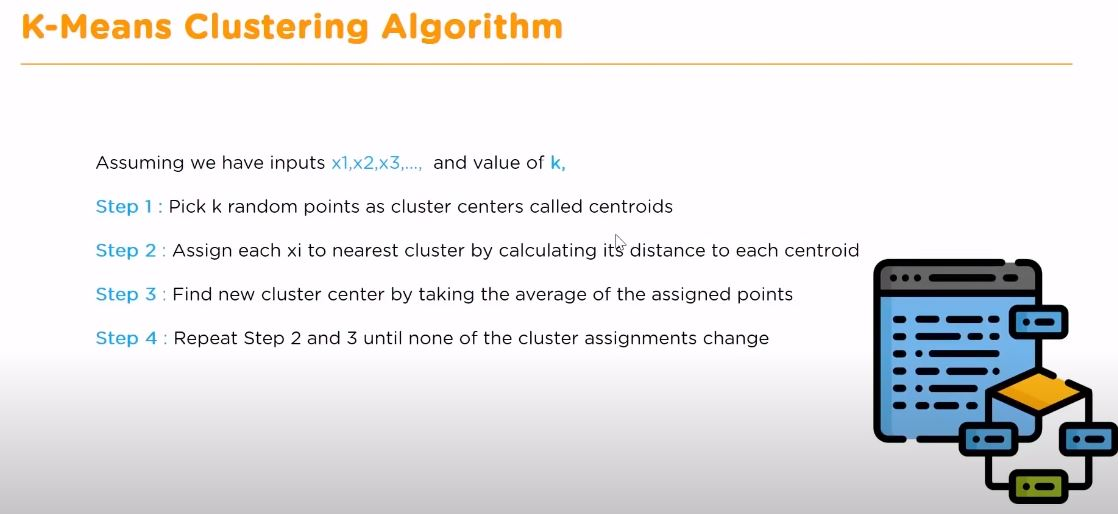 K-Means Clustering Algorithm
Assuming we have inputs x1,x2,x3,..., and value of k,
Step 1 : Pick k random points as cluster centers called centroids
Step 2 : Assign each xi to nearest cluster by calculating its distance to each centroid
Step 3 : Find new cluster center by taking the average of the assigned points
Step 4 : Repeat Step 2 and 3 until none of the cluster assignments change